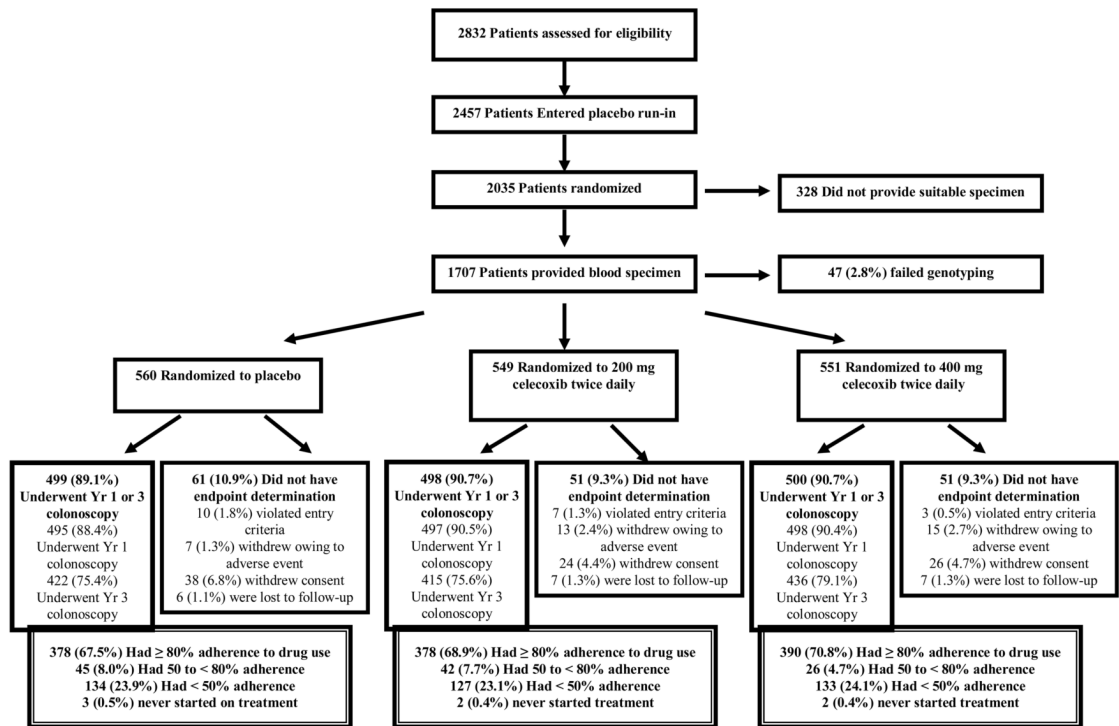 2832 Patients assessed for eligibility
2457 Patients Entered placebo run-in
2035 Patients randomized
328 Did not provide suitable specimen
1707 Patients provided blood specimen
47 (2.8%) failed genotyping
560 Randomized to placebo
549 Randomized to 200 mg
celecoxib twice daily
551 Randomized to 400 mg
celecoxib twice daily
499 (89.1%)
Underwent Yr 1 or 3
colonoscopy
495 (88.4%)
Underwent Yr 1
colonoscopy
422 (75.4%)
Underwent Yr 3
colonoscopy
61 (10.9%) Did not have
endpoint determination
10 (1.8%) violated entry
criteria
7 (1.3%) withdrew owing to
adverse event
38 (6.8%) withdrew consent
6 (1.1%) were lost to follow-up
498 (90.7%)
Underwent Yr 1 or 3
colonoscopy
497 (90.5%)
Underwent Yr 1
colonoscopy
415 (75.6%)
Underwent Yr 3
colonoscopy
51 (9.3%) Did not have
endpoint determination
7 (1.3%) violated entry criteria
13 (2.4%) withdrew owing to
adverse event
24 (4.4%) withdrew consent
7 (1.3%) were lost to follow-up
500 (90.7%)
Underwent Yr 1 or 3
colonoscopy
498 (90.4%)
Underwent Yr 1
colonoscopy
436 (79.1%)
Underwent Yr 3
colonoscopy
51 (9.3%) Did not have
endpoint determination
3 (0.5%) violated entry criteria
15 (2.7%) withdrew owing to
adverse event
26 (4.7%) withdrew consent
7 (1.3%) were lost to follow-up
378 (67.5%) Had ≥ 80% adherence to drug use
45 (8.0%) Had 50 to < 80% adherence
134 (23.9%) Had < 50% adherence
3 (0.5%) never started on treatment
378 (68.9%) Had ≥ 80% adherence to drug use
42 (7.7%) Had 50 to < 80% adherence
127 (23.1%) Had < 50% adherence
2 (0.4%) never started treatment
390 (70.8%) Had ≥ 80% adherence to drug use
26 (4.7%) Had 50 to < 80% adherence
133 (24.1%) Had < 50% adherence
2 (0.4%) never started treatment